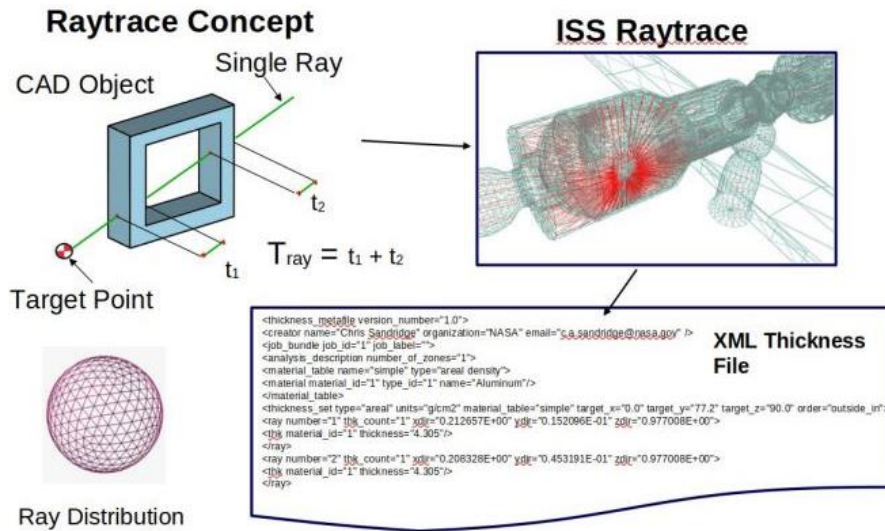 Raytrace Concept
ISS Raytrace
CAD Object
Single Ray
t2
t1
Tray = t1 + t2
Target Point
Ray Distribution
XML Thickness
File
<thickness_metafile version_number="1.0">
<creator name="Chris Sandridge" organization="NASA" email="c.a.sandridge@nasa.gov" />
<job_bundle job_id="1" job_label="">
<analysis_description number_of_zones="1">
<material_table name="simple" type="areal density">
<material material_id="1" type_id="1" name="Aluminum"/>
</material_table>
<thickness_set type="areal" units="g/cm2" material_table="simple" target_x="0.0" target_y="77.2" target_z="90.0" order="outside_in">
<ray number="1" thk_count="1" xdir="0.212657E+00" ydir="0.152096E-01" zdir="0.977008E+00">
<thk material_id="1" thickness="4.305"/>
</ray>
<ray number="2" thk_count="1" xdir="0.208328E+00" ydir="0.453191E-01" zdir="0.977008E+00">
<thk material_id="1" thickness="4.305"/>
</ray>